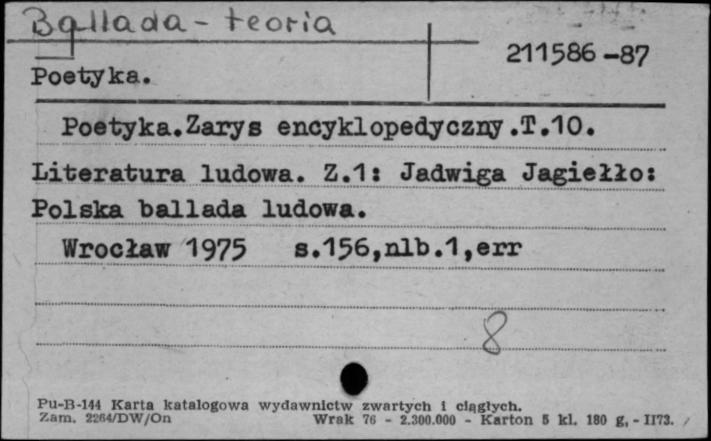 Ballada - teoria
211586-87
Poetyka.
Poetyka.Zarys encyklopedyczny.T.10.
Literatura ludowa. Z.1: Jadwiga Jagiełło:
Polska ballada ludowa.
Wrocław 1975 s.156,nlb.1,err
8
Pu-B-144 Karta katalogowa wydawnictw zwartych i ciągłych.
Zam. 2264/DW/On Wrak 76 - 2.300.000 - Karton 5 kl. 180 g, - II73.